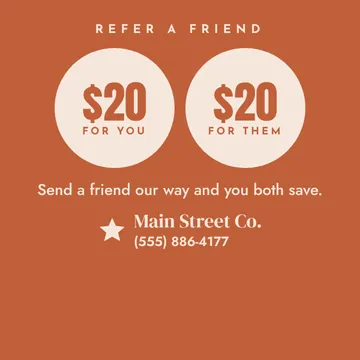 REFER A FRIEND
$20 $20
FOR YOU FOR THEM
Send a friend our way and you both save.
Main Street Co.
(555) 886-4177